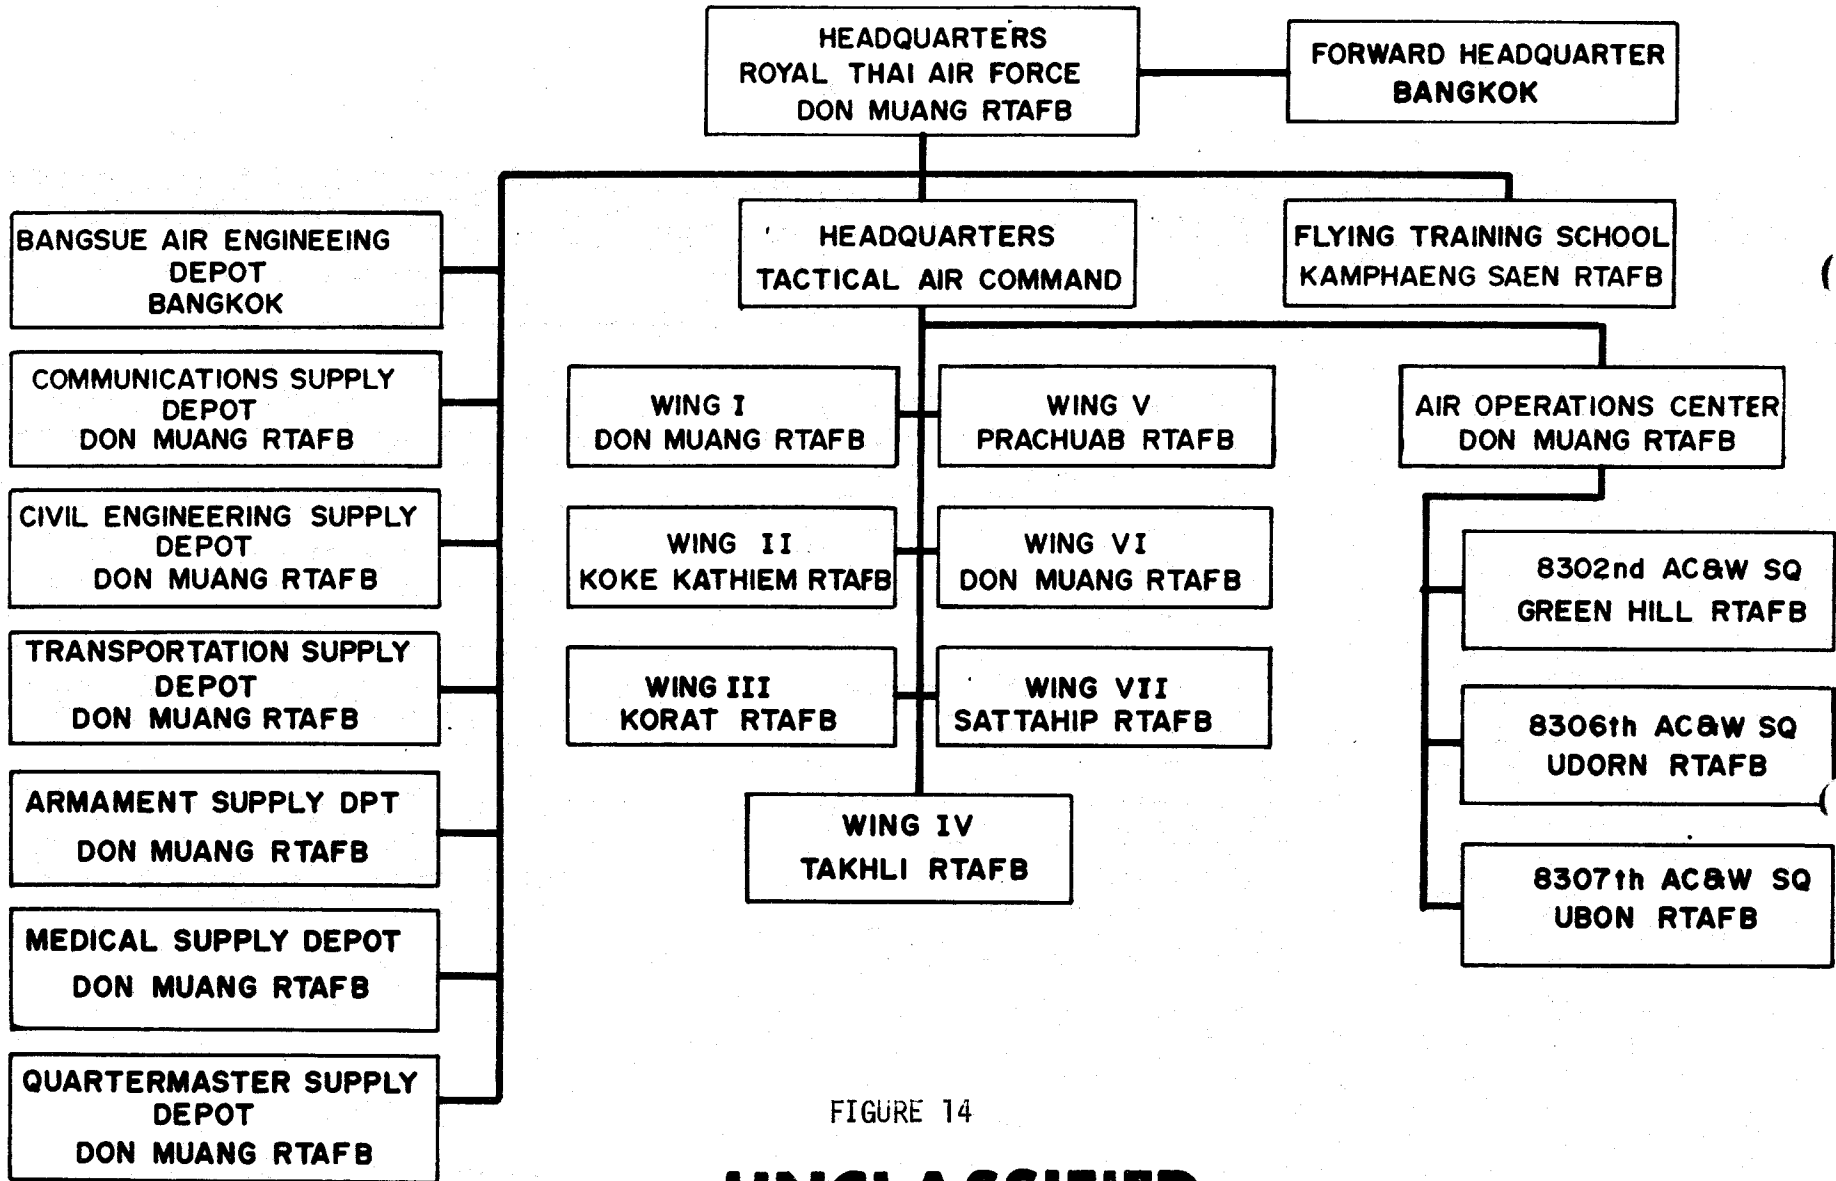 HEADQUARTERS
ROYAL THAI AIR FORCE
DON MUANG RTAFB
FORWARD HEADQUARTER
BANGKOK
BANGSUE AIR ENGINEEING
DEPOT
BANGKOK
COMMUNICATIONS SUPPLY
DEPOT
DON MUANG RTAFB
CIVIL ENGINEERING SUPPLY
DEPOT
DON MUANG RTAFB
TRANSPORTATION SUPPLY
DEPOT
DON MUANG RTAFB
ARMAMENT SUPPLY DPT
DON MUANG RTAFB
MEDICAL SUPPLY DEPOT
DON MUANG RTAFB
QUARTERMASTER SUPPLY
DEPOT
DON MUANG RTAFB
HEADQUARTERS
TACTICAL AIR COMMAND
FLYING TRAINING SCHOOL
KAMPHAENG SAEN RTAFB
WING I
DON MUANG RTAFB
WING V
PRACHUAB RTAFB
WING II
KOKE KATHIEM RTAFB
WING VI
DON MUANG RTAFB
WING III
KORAT RTAFB
WING VII
SATTAHIP RTAFB
WING IV
TAKHLI RTAFB
AIR OPERATIONS CENTER
DON MUANG RTAFB
8302nd AC&W SQ
GREEN HILL RTAFB
8306th AC&W SQ
UDORN RTAFB
8307th AC&W SQ
UBON RTAFB
FIGURE 14
UNCLASSIFIED